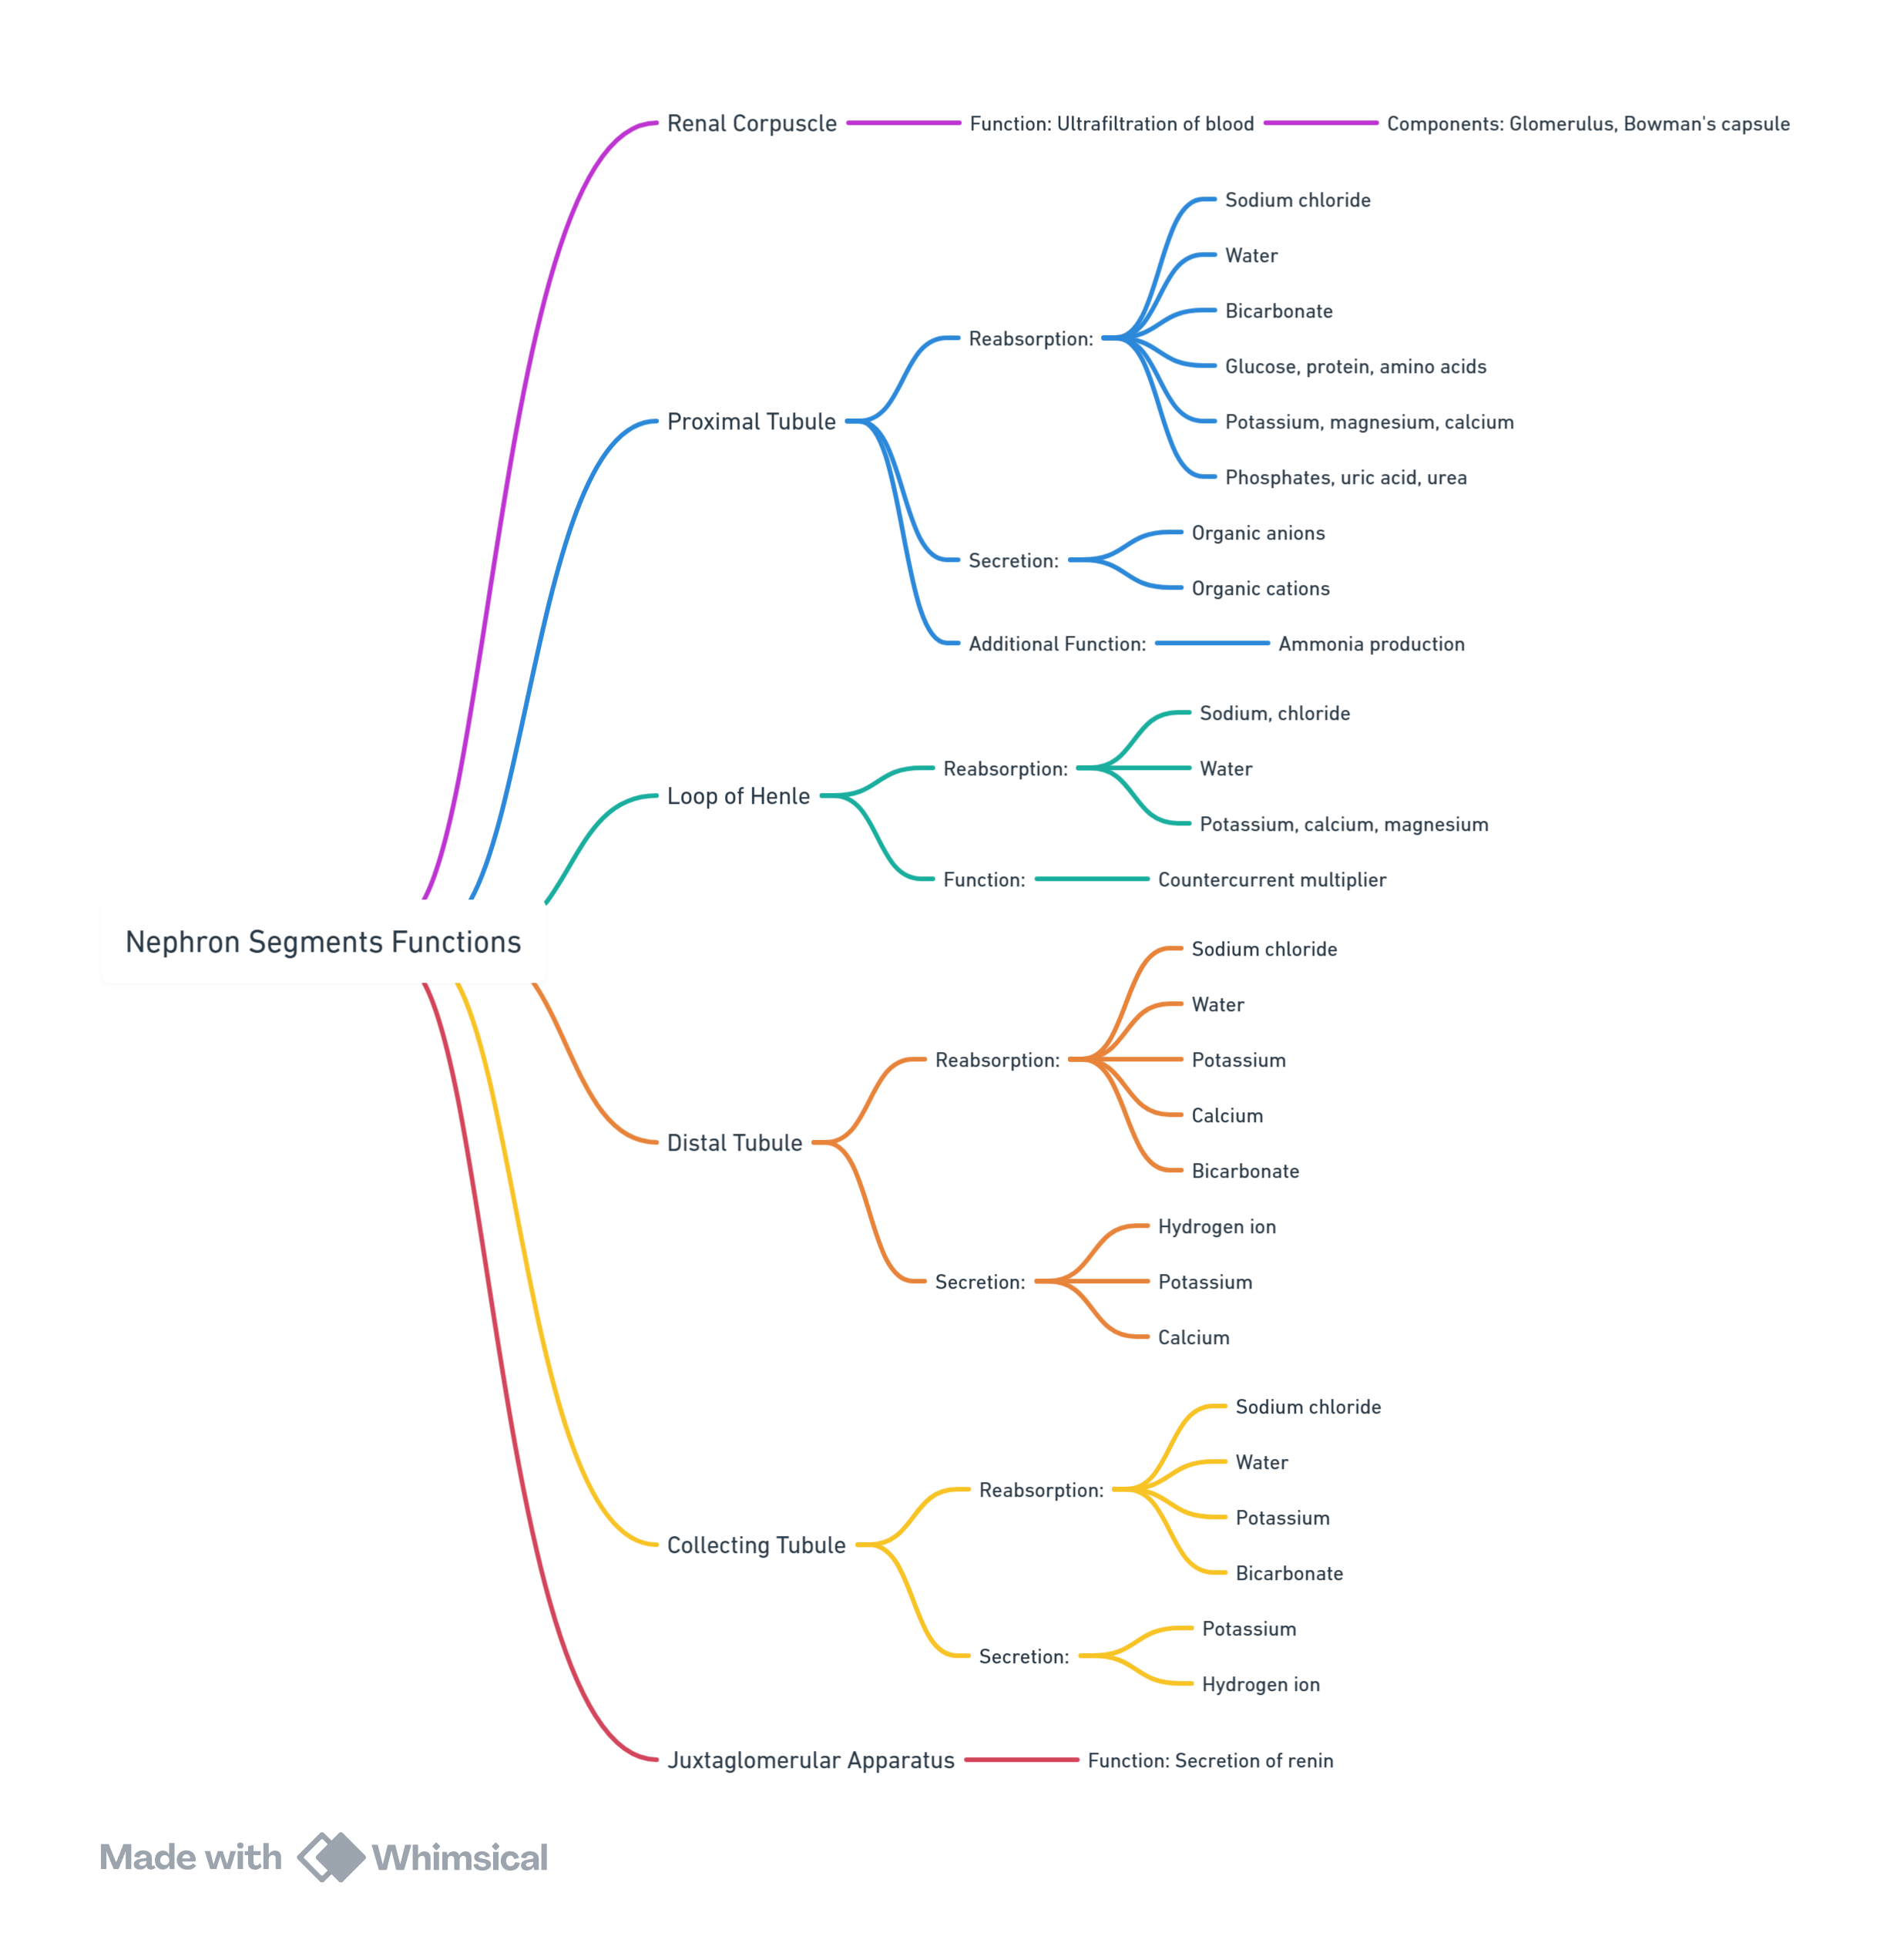 Renal Corpuscle
Function: Ultrafiltration of blood
Components: Glomerulus, Bowman's capsule
Proximal Tubule
Reabsorption:
Sodium chloride
Water
Bicarbonate
Glucose, protein, amino acids
Potassium, magnesium, calcium
Phosphates, uric acid, urea
Secretion:
Organic anions
Organic cations
Additional Function:
Ammonia production
Loop of Henle
Reabsorption:
Sodium, chloride
Water
Potassium, calcium, magnesium
Function:
Countercurrent multiplier
Nephron Segments Functions
Distal Tubule
Reabsorption:
Sodium chloride
Water
Potassium
Calcium
Bicarbonate
Secretion:
Hydrogen ion
Potassium
Calcium
Collecting Tubule
Reabsorption:
Sodium chloride
Water
Potassium
Bicarbonate
Secretion:
Potassium
Hydrogen ion
Juxtaglomerular Apparatus
Function: Secretion of renin
Made with Whimsical